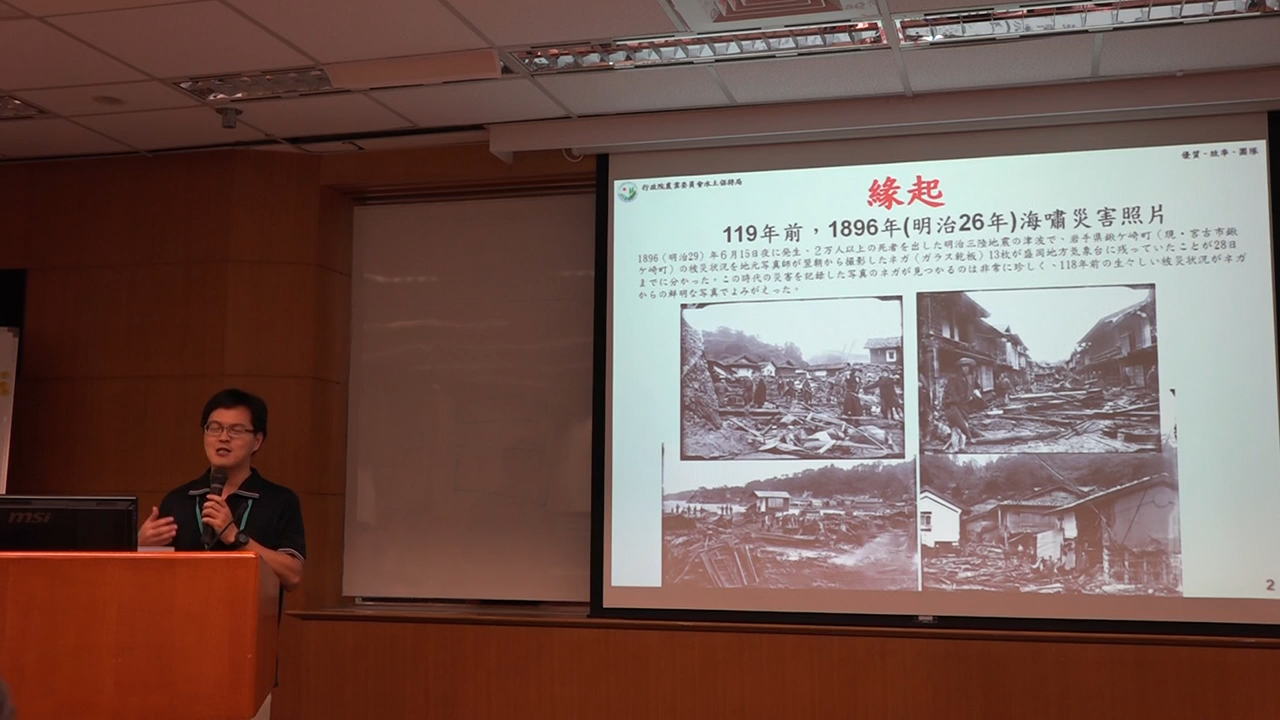 行政院農業委員會水土保持局
優質‧效率‧團隊
緣起
119年前，1896年(明治26年)海嘯災害照片
1896（明治29）年６月15日夜に発生、２万人以上の死者を出した明治三陸地震の津波で、岩手県鍬ケ崎町（現・宮古市鍬
ケ崎町）の被災状況を地元写真師が翌朝から撮影したネガ（ガラス乾板）13枚が盛岡地方気象台に残っていたことが28日
までに分かった。この時代の災害を記録した写真のネガが見つかるのは非常に珍しく、118年前の生々しい被災状況がネガ
からの鮮明な写真でよみがえった。
2
msi